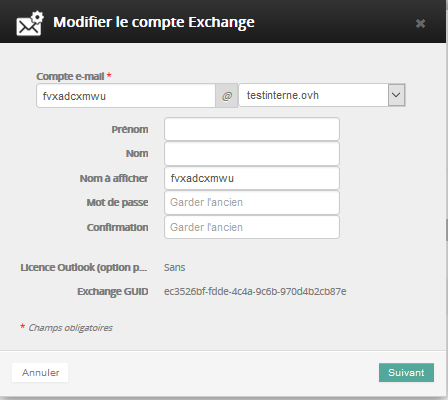 Modifier le compte Exchange
Compte e-mail *
fvxadcxmwu @ testinterne.ovh
Prénom
Nom
Nom à afficher fvxadcxmwu
Mot de passe Garder l'ancien
Confirmation Garder l'ancien
Licence Outlook (option p... Sans
Exchange GUID ec3526bf-fdde-4c4a-9c6b-970d4b2cb87e
* Champs obligatoires
Annuler Suivant